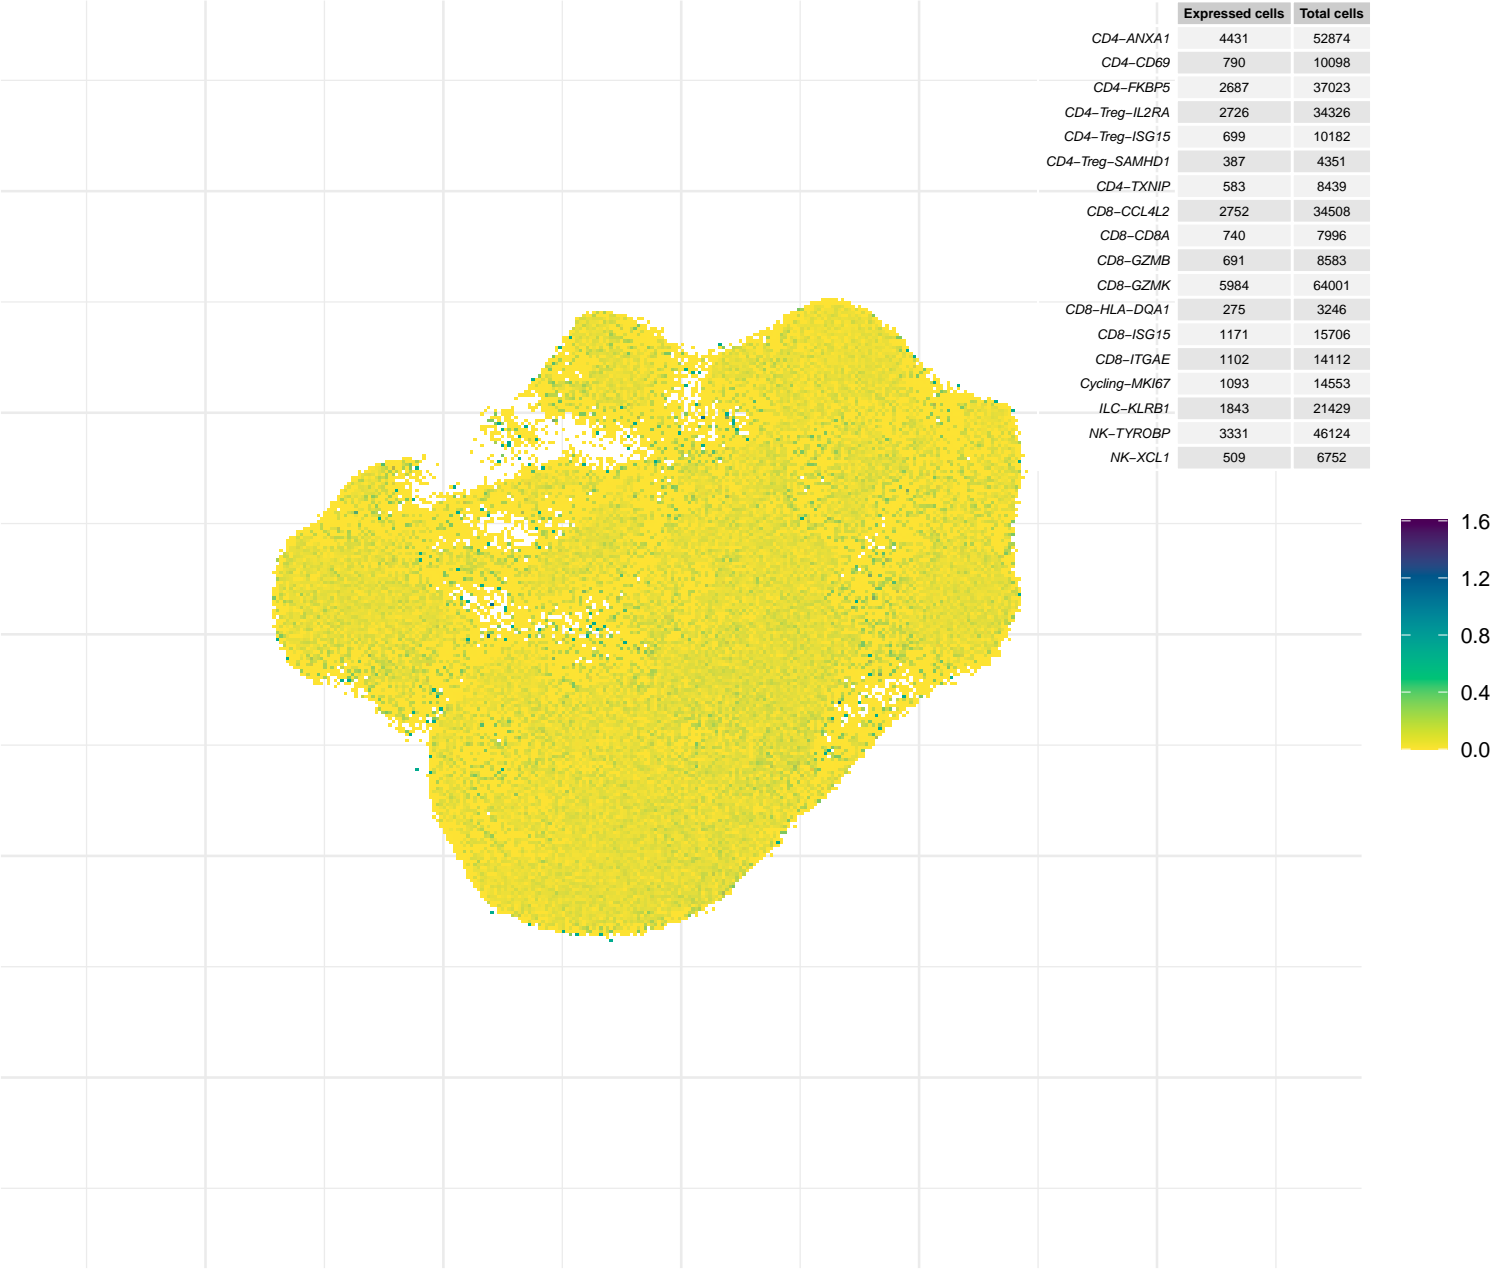 Expressed cells Total cells
CD4−ANXA1 4431 52874
CD4−CD69 790 10098
CD4−FKBP5 2687 37023
CD4−Treg−IL2RA 2726 34326
CD4−Treg−ISG15 699 10182
CD4−Treg−SAMHD1 387 4351
CD4−TXNIP 583 8439
CD8−CCL4L2 2752 34508
CD8−CD8A 740 7996
CD8−GZMB 691 8583
CD8−GZMK 5984 64001
CD8−HLA−DQA1 275 3246
CD8−ISG15 1171 15706
CD8−ITGAE 1102 14112
Cycling−MKI67 1093 14553
ILC−KLRB1 1843 21429
NK−TYROBP 3331 46124
NK−XCL1 509 6752
1.6
1.2
0.8
0.4
0.0